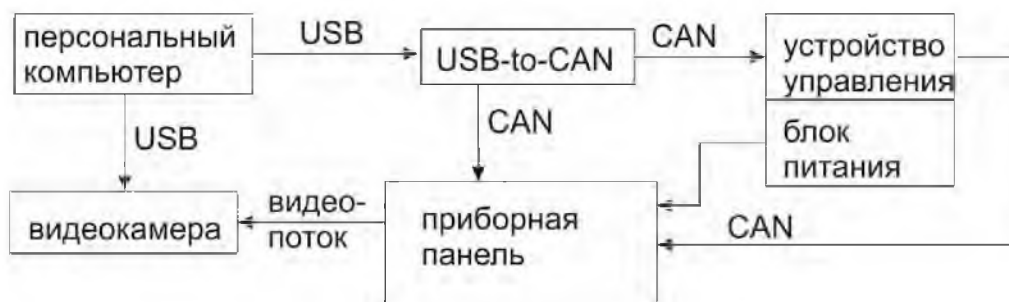 персональный
компьютер
USB
USB-to-CAN
CAN
устройство
управления
USB
CAN
блок
питания
видеокамера
видео-
поток
приборная
панель
CAN